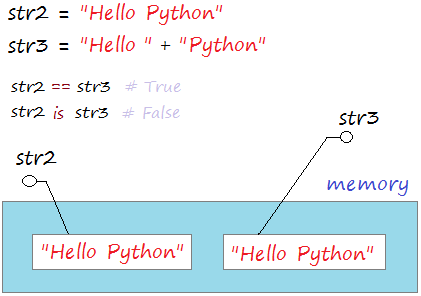 str2 = "Hello Python"
str3 = "Hello " + "Python"
str2 == str3 # True
str2 is str3 # False
str3
str2
memory
"Hello Python" "Hello Python"